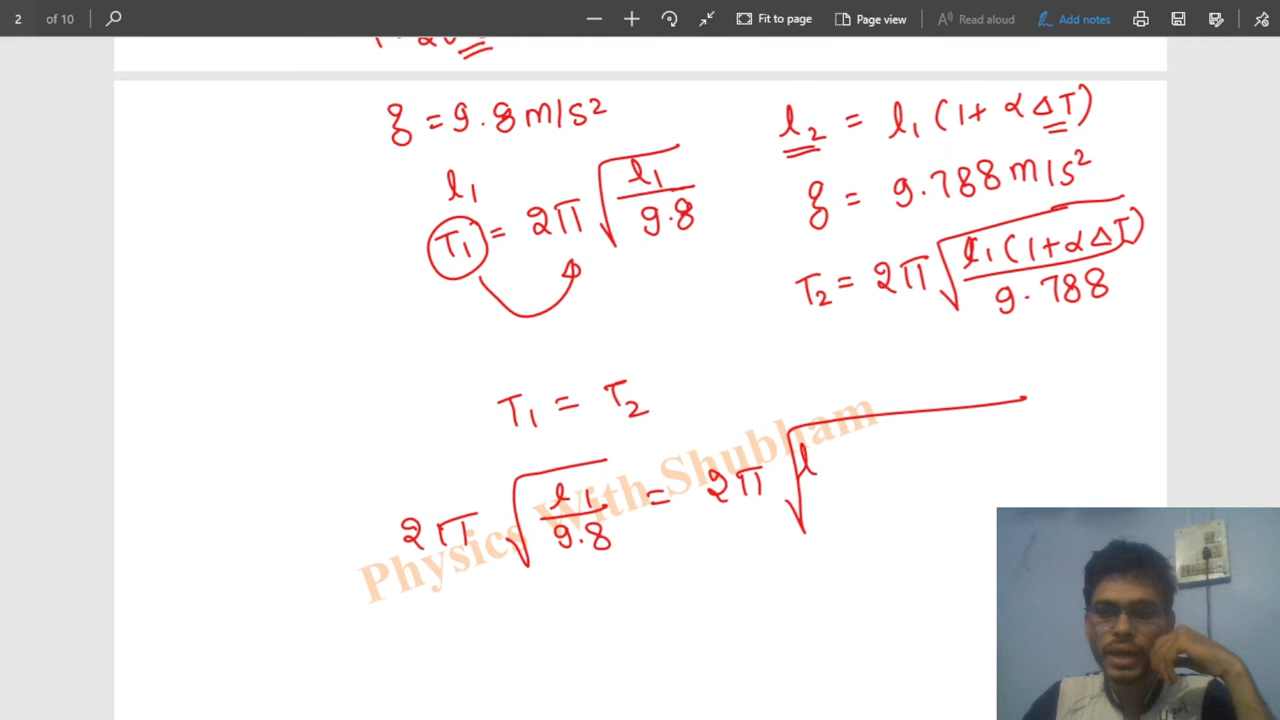 2 of 10 Fit to page Page view Read aloud Add notes
g = 9.8 m/s²
l₁
T₁ = 2π √(l₁/9.8)
l₂ = l₁ (1 + α ΔT)
g = 9.788 m/s²
T₂ = 2π √(l₁(1+αΔT)/9.788)
T₁ = T₂
2π √(l₁/9.8) = 2π √l
Physics With Shubham